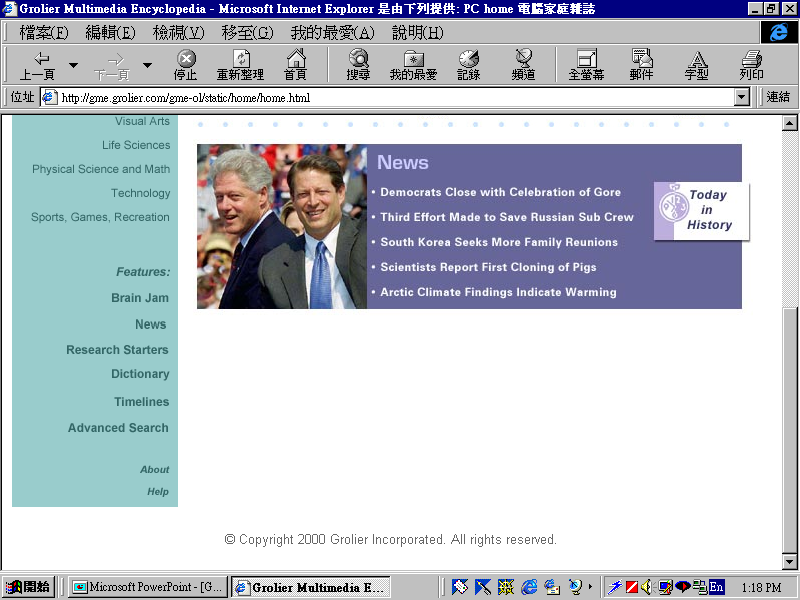 Grolier Multimedia Encyclopedia - Microsoft Internet Explorer 是由下列提供: PC home 電腦家庭雜誌
檔案(F) 編輯(E) 檢視(V) 移至(G) 我的最愛(A) 說明(H)
上一頁 下一頁 停止 重新整理 首頁 搜尋 我的最愛 記錄 頻道 全螢幕 郵件 字型 列印
網址 http://gme.grolier.com/gme-ol/static/home/home.html 連結
Visual Arts
Life Sciences
Physical Science and Math
Technology
Sports, Games, Recreation
Features:
Brain Jam
News
Research Starters
Dictionary
Timelines
Advanced Search
About
Help
News
• Democrats Close with Celebration of Gore
• Third Effort Made to Save Russian Sub Crew
• South Korea Seeks More Family Reunions
• Scientists Report First Cloning of Pigs
• Arctic Climate Findings Indicate Warming
Today
in
History
© Copyright 2000 Grolier Incorporated. All rights reserved.
開始 Microsoft PowerPoint - [G... Grolier Multimedia E... En 1:18 PM